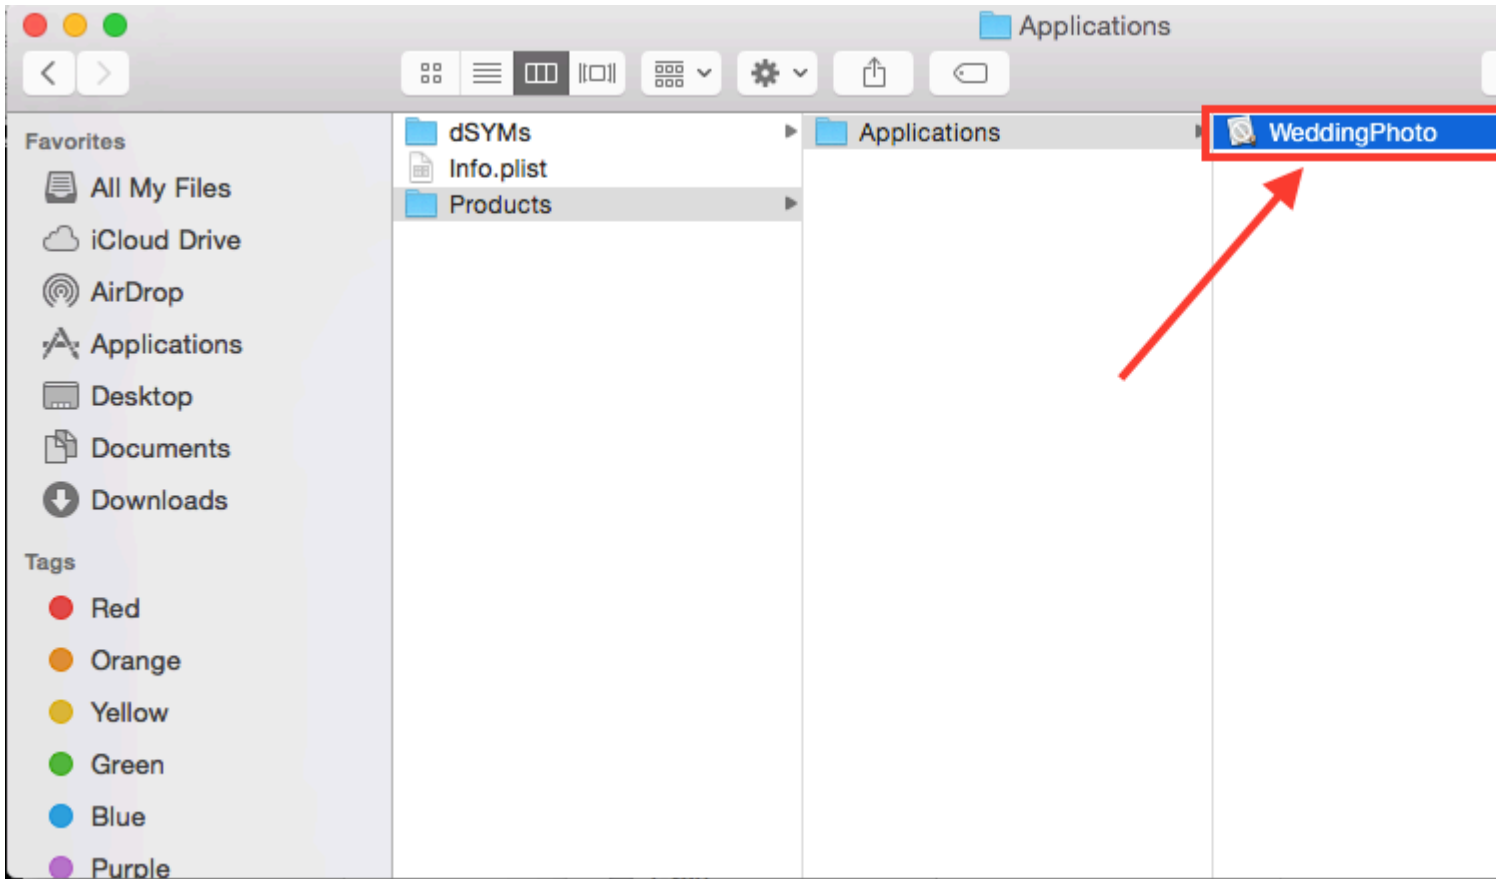 Applications
Favorites
All My Files
iCloud Drive
AirDrop
Applications
Desktop
Documents
Downloads
Tags
Red
Orange
Yellow
Green
Blue
Purple
dSYMs
Info.plist
Products
Applications
WeddingPhoto